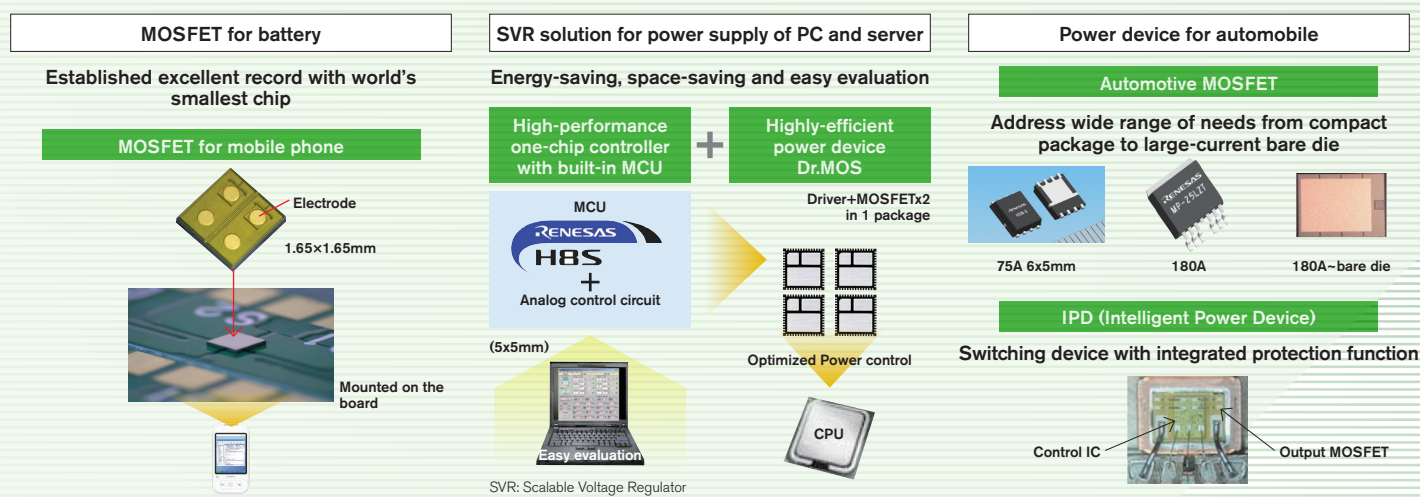 MOSFET for battery
Established excellent record with world's
smallest chip
MOSFET for mobile phone
Electrode
1.65×1.65mm
Mounted on the
board
SVR solution for power supply of PC and server
Energy-saving, space-saving and easy evaluation
High-performance
one-chip controller
with built-in MCU
+
Highly-efficient
power device
Dr.MOS
MCU
RENESAS
H8S
+
Analog control circuit
(5x5mm)
Easy evaluation
SVR: Scalable Voltage Regulator
Driver+MOSFETx2
in 1 package
Optimized Power control
CPU
Power device for automobile
Automotive MOSFET
Address wide range of needs from compact
package to large-current bare die
RENESAS
75A 6x5mm
RENESAS
MP-25LZT
180A
180A~bare die
IPD (Intelligent Power Device)
Switching device with integrated protection function
Control IC
Output MOSFET